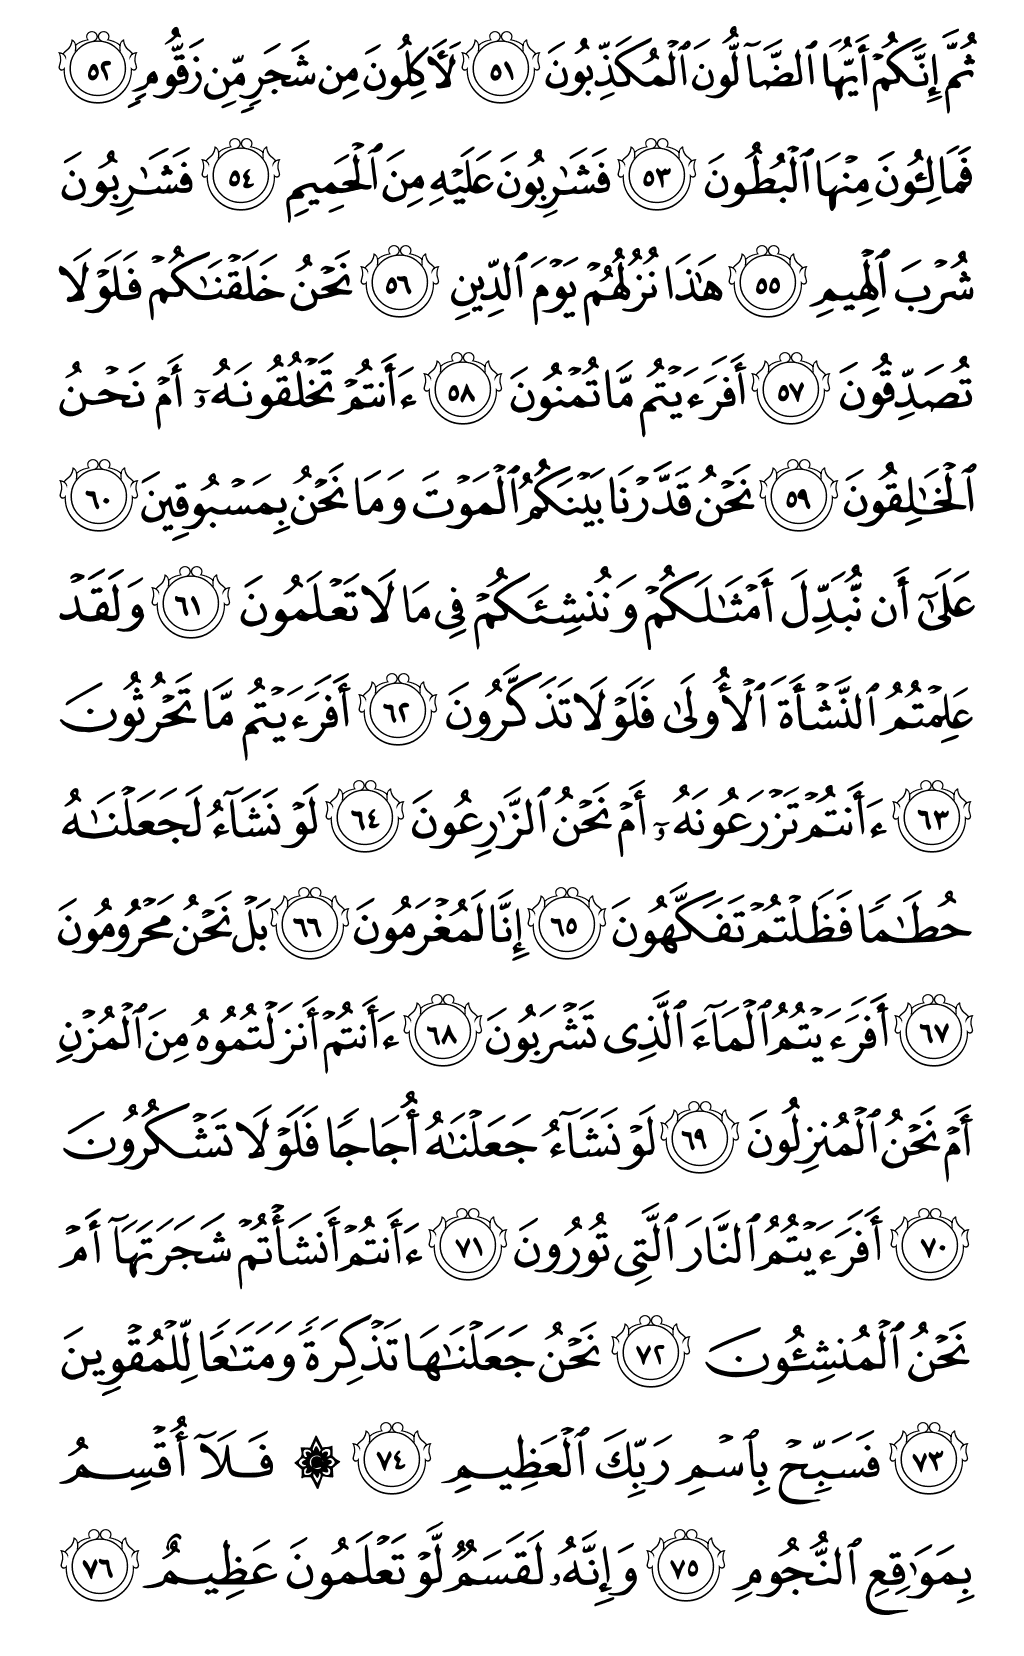 ثُمَّ إِنَّكُمْ أَيُّهَا ٱلضَّآلُّونَ ٱلْمُكَذِّبُونَ ٥١ لَءَاكِلُونَ مِن شَجَرٍ مِّن زَقُّومٍ ٥٢
فَمَالِـُٔونَ مِنْهَا ٱلْبُطُونَ ٥٣ فَشَٰرِبُونَ عَلَيْهِ مِنَ ٱلْحَمِيمِ ٥٤ فَشَٰرِبُونَ
شُرْبَ ٱلْهِيمِ ٥٥ هَٰذَا نُزُلُهُمْ يَوْمَ ٱلدِّينِ ٥٦ نَحْنُ خَلَقْنَٰكُمْ فَلَوْلَا
تُصَدِّقُونَ ٥٧ أَفَرَءَيْتُم مَّا تُمْنُونَ ٥٨ ءَأَنتُمْ تَخْلُقُونَهُۥٓ أَمْ نَحْنُ
ٱلْخَٰلِقُونَ ٥٩ نَحْنُ قَدَّرْنَا بَيْنَكُمُ ٱلْمَوْتَ وَمَا نَحْنُ بِمَسْبُوقِينَ ٦٠
عَلَىٰٓ أَن نُّبَدِّلَ أَمْثَٰلَكُمْ وَنُنشِئَكُمْ فِى مَا لَا تَعْلَمُونَ ٦١ وَلَقَدْ
عَلِمْتُمُ ٱلنَّشْأَةَ ٱلْأُولَىٰ فَلَوْلَا تَذَكَّرُونَ ٦٢ أَفَرَءَيْتُم مَّا تَحْرُثُونَ
٦٣ ءَأَنتُمْ تَزْرَعُونَهُۥٓ أَمْ نَحْنُ ٱلزَّٰرِعُونَ ٦٤ لَوْ نَشَآءُ لَجَعَلْنَٰهُ
حُطَٰمًا فَظَلْتُمْ تَفَكَّهُونَ ٦٥ إِنَّا لَمُغْرَمُونَ ٦٦ بَلْ نَحْنُ مَحْرُومُونَ
٦٧ أَفَرَءَيْتُمُ ٱلْمَآءَ ٱلَّذِى تَشْرَبُونَ ٦٨ ءَأَنتُمْ أَنزَلْتُمُوهُ مِنَ ٱلْمُزْنِ
أَمْ نَحْنُ ٱلْمُنزِلُونَ ٦٩ لَوْ نَشَآءُ جَعَلْنَٰهُ أُجَاجًا فَلَوْلَا تَشْكُرُونَ
٧٠ أَفَرَءَيْتُمُ ٱلنَّارَ ٱلَّتِى تُورُونَ ٧١ ءَأَنتُمْ أَنشَأْتُمْ شَجَرَتَهَآ أَمْ
نَحْنُ ٱلْمُنشِـُٔونَ ٧٢ نَحْنُ جَعَلْنَٰهَا تَذْكِرَةً وَمَتَٰعًا لِّلْمُقْوِينَ
٧٣ فَسَبِّحْ بِٱسْمِ رَبِّكَ ٱلْعَظِيمِ ٧٤ ۞ فَلَآ أُقْسِمُ
بِمَوَٰقِعِ ٱلنُّجُومِ ٧٥ وَإِنَّهُۥ لَقَسَمٌ لَّوْ تَعْلَمُونَ عَظِيمٌ ٧٦